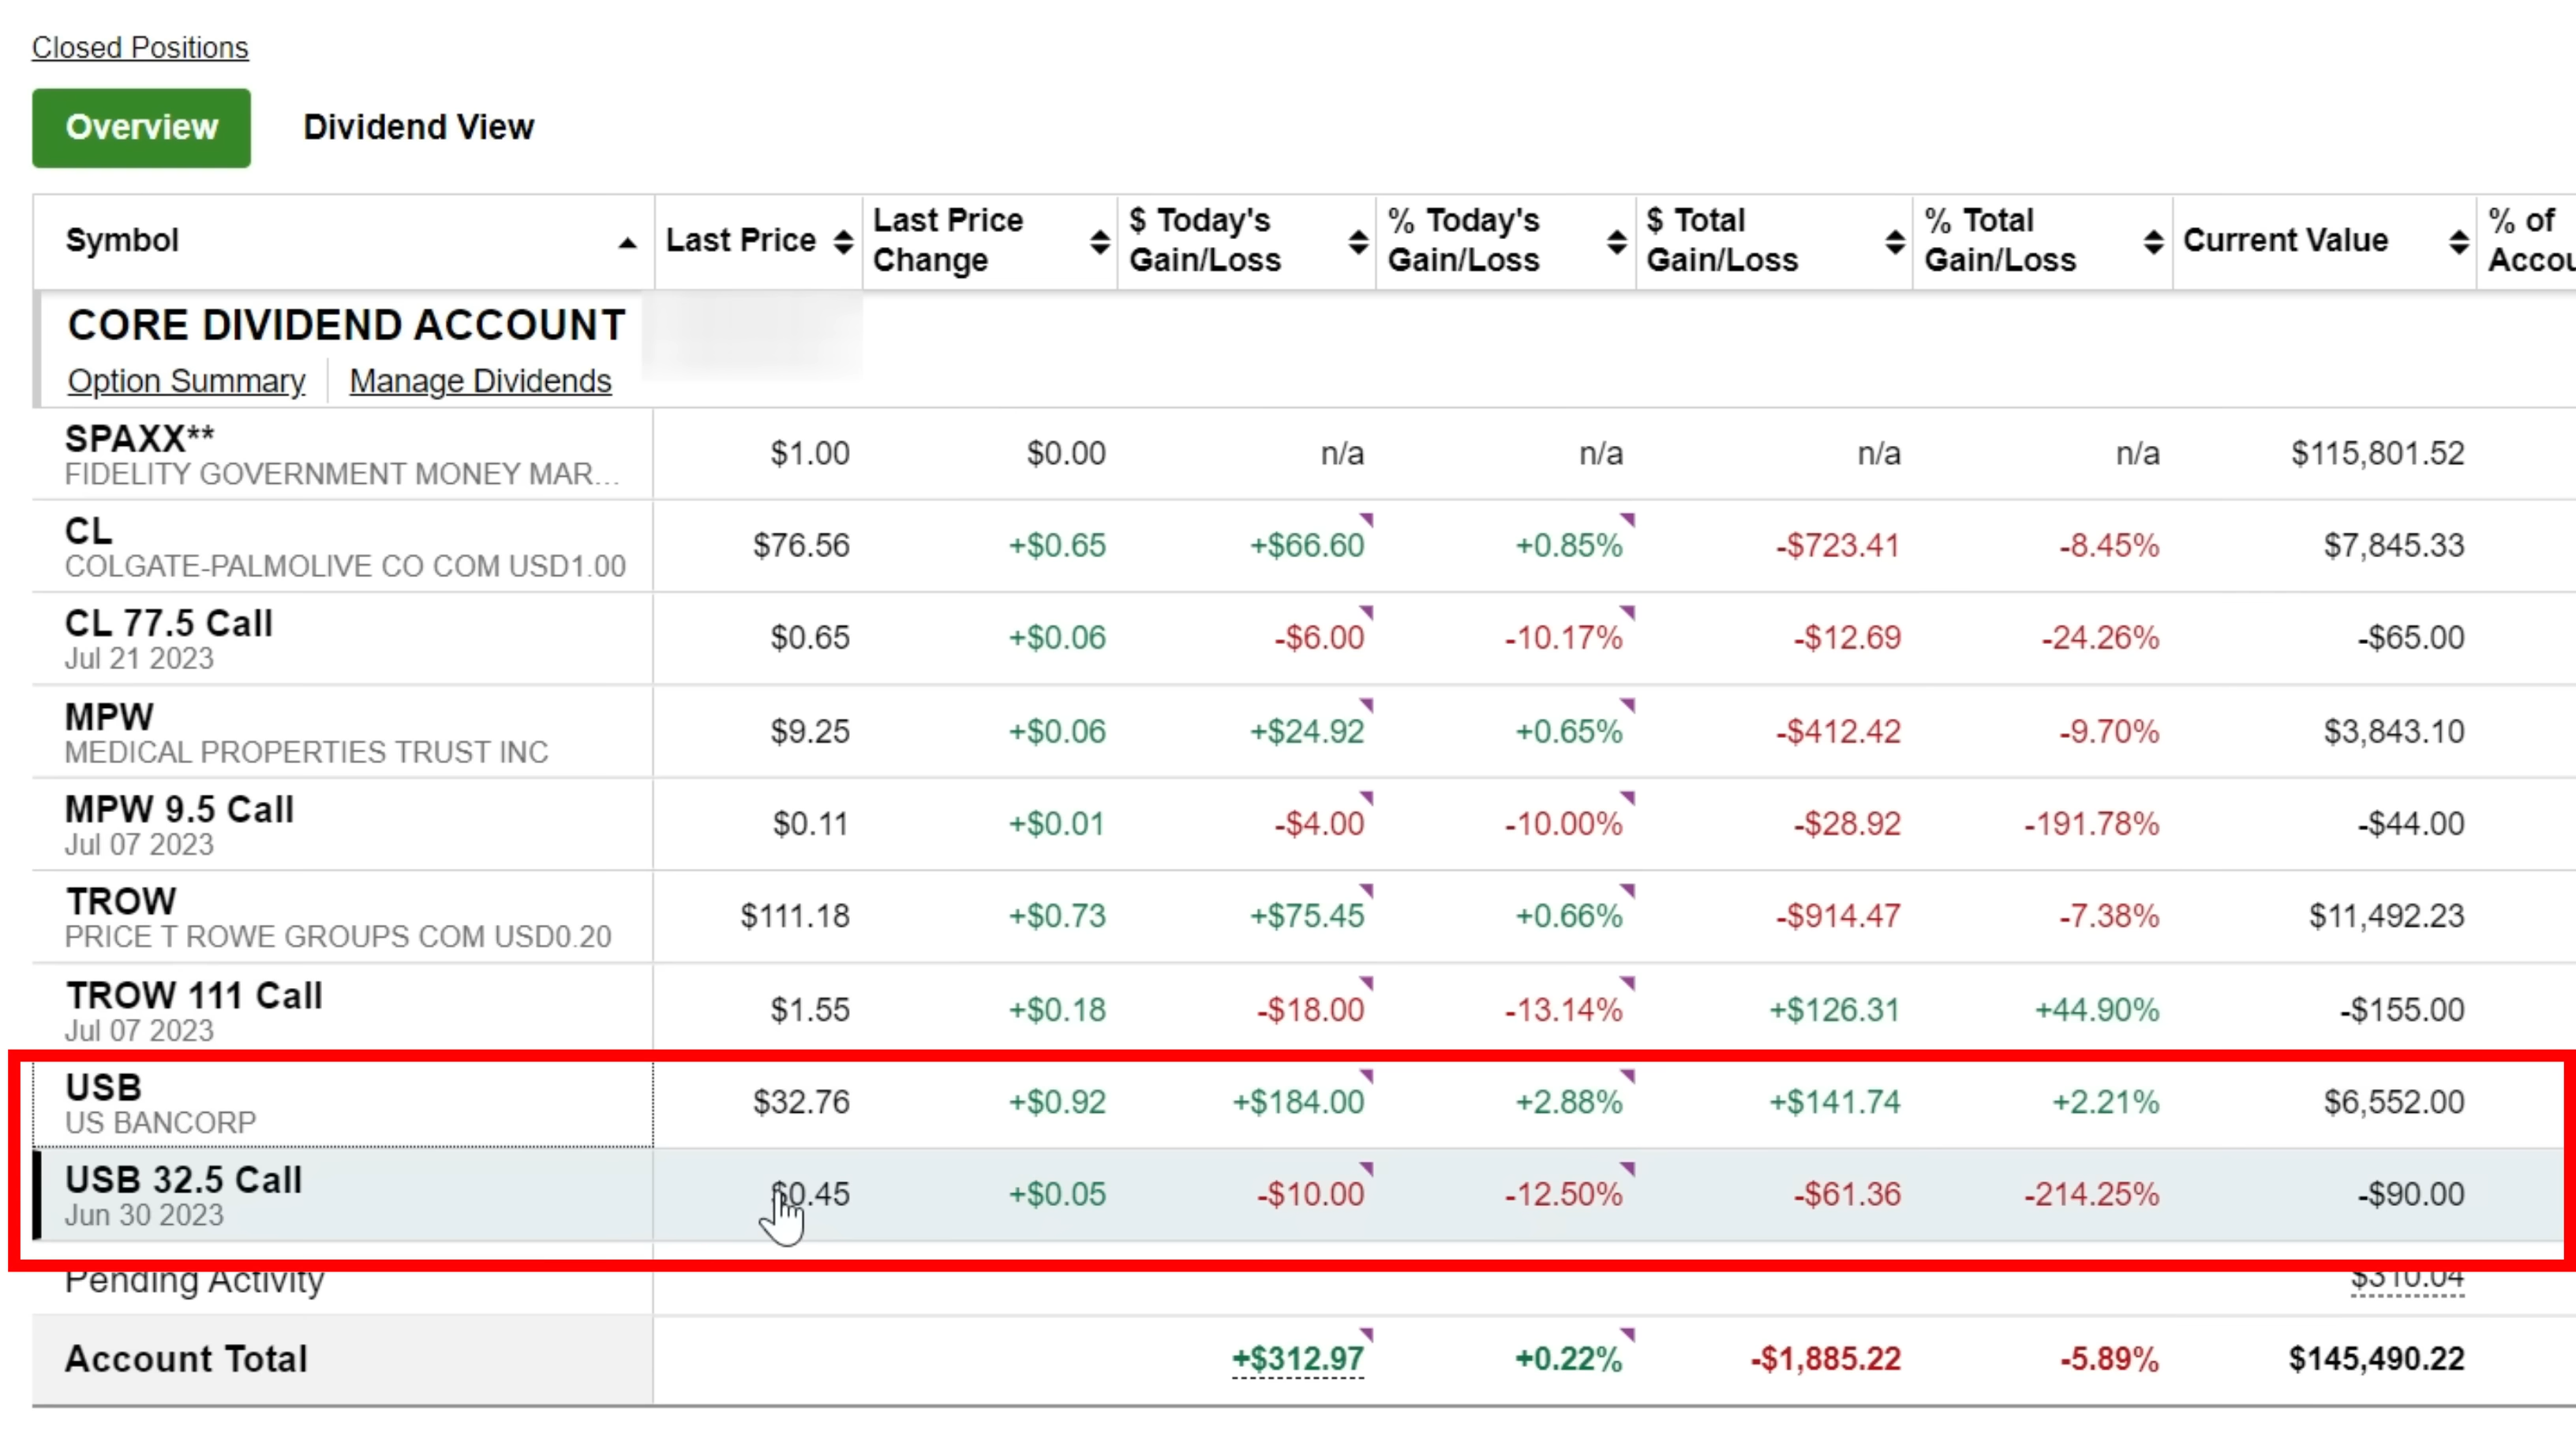 Closed Positions
Overview Dividend View
Symbol Last Price Last Price Change $ Today's Gain/Loss % Today's Gain/Loss $ Total Gain/Loss % Total Gain/Loss Current Value % of
CORE DIVIDEND ACCOUNT
Option Summary Manage Dividends
SPAXX** $1.00 $0.00 n/a n/a n/a n/a $115,801.52
FIDELITY GOVERNMENT MONEY MAR...
CL $76.56 +$0.65 +$66.60 +0.85% -$723.41 -8.45% $7,845.33
COLGATE-PALMOLIVE CO COM USD1.00
CL 77.5 Call $0.65 +$0.06 -$6.00 -10.17% -$12.69 -24.26% -$65.00
Jul 21 2023
MPW $9.25 +$0.06 +$24.92 +0.65% -$412.42 -9.70% $3,843.10
MEDICAL PROPERTIES TRUST INC
MPW 9.5 Call $0.11 +$0.01 -$4.00 -10.00% -$28.92 -191.78% -$44.00
Jul 07 2023
TROW $111.18 +$0.73 +$75.45 +0.66% -$914.47 -7.38% $11,492.23
PRICE T ROWE GROUPS COM USD0.20
TROW 111 Call $1.55 +$0.18 -$18.00 -13.14% +$126.31 +44.90% -$155.00
Jul 07 2023
USB $32.76 +$0.92 +$184.00 +2.88% +$141.74 +2.21% $6,552.00
US BANCORP
USB 32.5 Call $0.45 +$0.05 -$10.00 -12.50% -$61.36 -214.25% -$90.00
Jun 30 2023
Pending Activity $310.04
Account Total +$312.97 +0.22% -$1,885.22 -5.89% $145,490.22